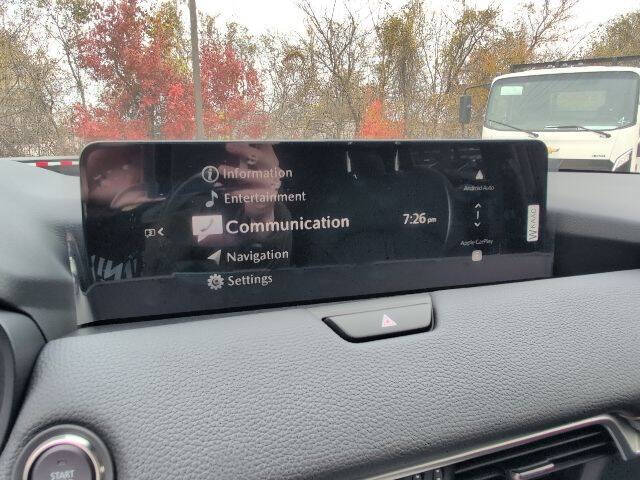 Information
Entertainment
Communication
Navigation
Settings
7:26 pm
Android Auto
Apple CarPlay
START